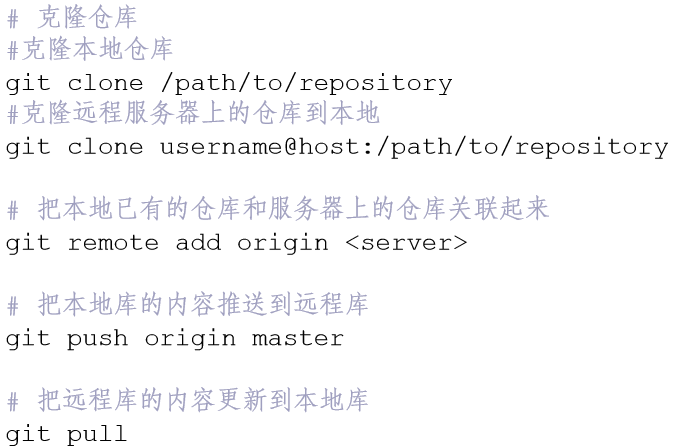 # 克隆仓库
#克隆本地仓库
git clone /path/to/repository
#克隆远程服务器上的仓库到本地
git clone username@host:/path/to/repository
# 把本地已有的仓库和服务器上的仓库关联起来
git remote add origin <server>
# 把本地库的内容推送到远程库
git push origin master
# 把远程库的内容更新到本地库
git pull